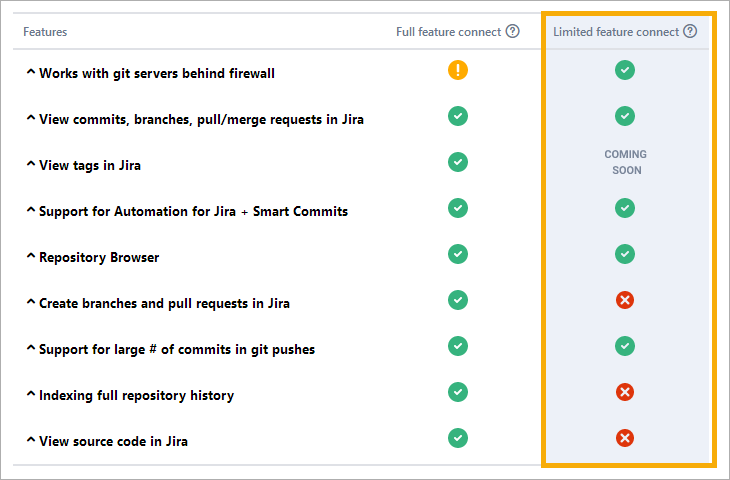 Features Full feature connect ? Limited feature connect ?
Works with git servers behind firewall !
View commits, branches, pull/merge requests in Jira
View tags in Jira COMING
SOON
Support for Automation for Jira + Smart Commits
Repository Browser
Create branches and pull requests in Jira
Support for large # of commits in git pushes
Indexing full repository history
View source code in Jira